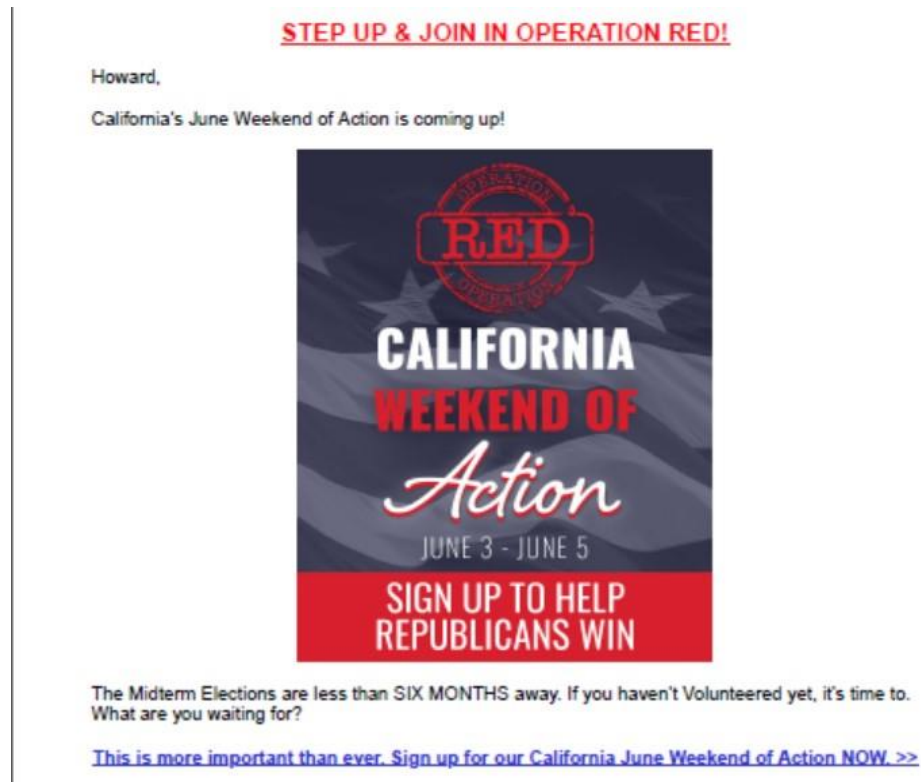 STEP UP & JOIN IN OPERATION RED!
Howard,
California's June Weekend of Action is coming up!
OPERATION
RED
OPERATION
CALIFORNIA
WEEKEND OF
Action
JUNE 3 - JUNE 5
SIGN UP TO HELP
REPUBLICANS WIN
The Midterm Elections are less than SIX MONTHS away. If you haven't Volunteered yet, it's time to.
What are you waiting for?
This is more important than ever. Sign up for our California June Weekend of Action NOW. >>